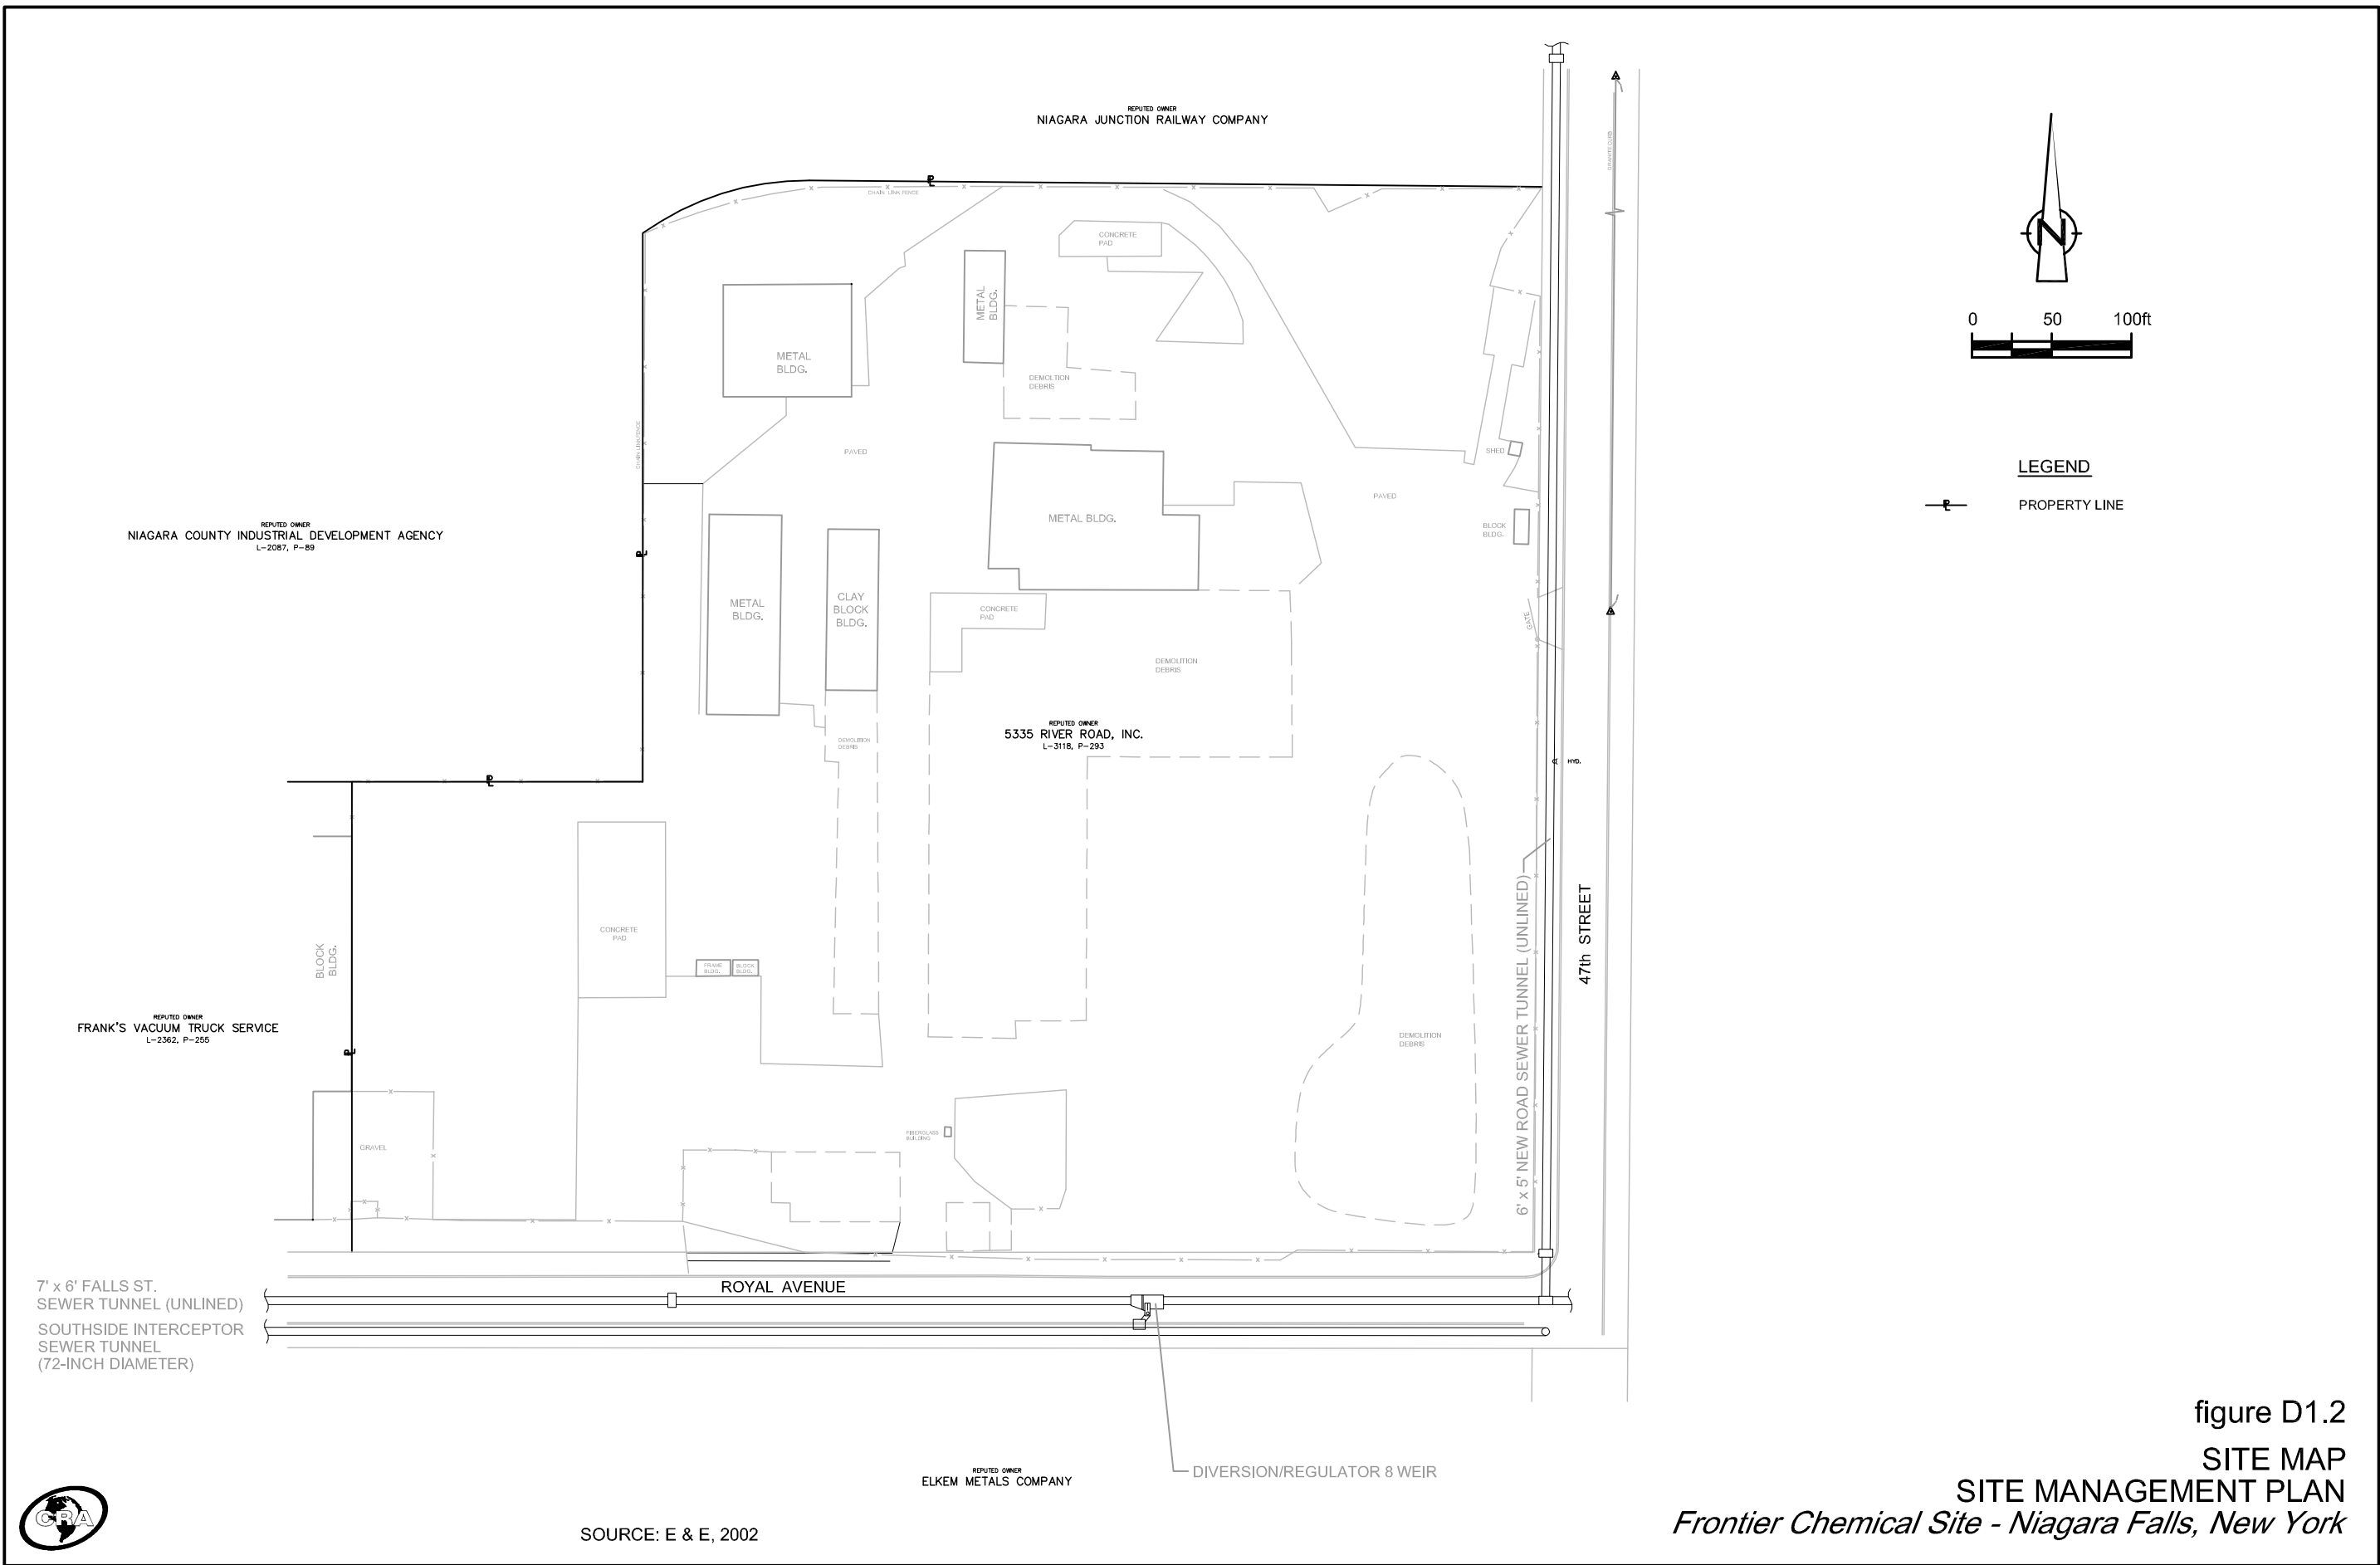 REPUTED OWNER
NIAGARA JUNCTION RAILWAY COMPANY
GRANITE CURB
CHAIN LINK FENCE
N
0 50 100ft
LEGEND
PROPERTY LINE
CONCRETE
PAD
METAL
BLDG.
METAL
BLDG.
DEMOLTION
DEBRIS
CHAIN LINK FENCE
PAVED
SHED
METAL BLDG.
PAVED
BLOCK
BLDG.
REPUTED OWNER
NIAGARA COUNTY INDUSTRIAL DEVELOPMENT AGENCY
L-2087, P-89
METAL
BLDG.
CLAY
BLOCK
BLDG.
CONCRETE
PAD
GATE
DEMOLITION
DEBRIS
REPUTED OWNER
5335 RIVER ROAD, INC.
L-3118, P-293
DEMOLITION
DEBRIS
HYD.
CONCRETE
PAD
FRAME
BLDG.
BLOCK
BLDG.
BLOCK
BLDG.
6' x 5' NEW ROAD SEWER TUNNEL (UNLINED)
47th STREET
REPUTED OWNER
FRANK'S VACUUM TRUCK SERVICE
L-2362, P-255
DEMOLITION
DEBRIS
GRAVEL
FIBERGLASS
BUILDING
7' x 6' FALLS ST.
SEWER TUNNEL (UNLINED)
ROYAL AVENUE
SOUTHSIDE INTERCEPTOR
SEWER TUNNEL
(72-INCH DIAMETER)
DIVERSION/REGULATOR 8 WEIR
REPUTED OWNER
ELKEM METALS COMPANY
CRA
SOURCE: E & E, 2002
figure D1.2
SITE MAP
SITE MANAGEMENT PLAN
Frontier Chemical Site - Niagara Falls, New York